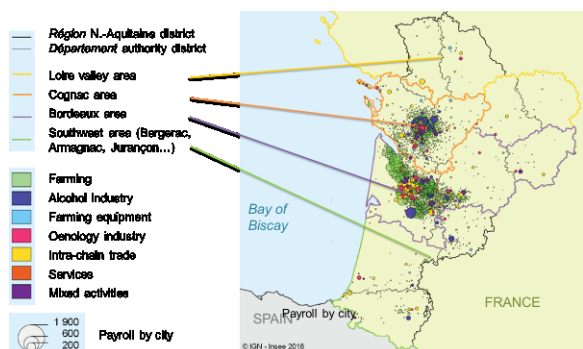 Région N.-Aquitaine district
Département authority district
Loire valley area
Cognac area
Bordeaux area
Southwest area (Bergerac,
Armagnac, Jurançon...)
Farming
Alcohol Industry
Farming equipment
Oenology industry
Intra-chain trade
Services
Mixed activities
1 900
600
200
Payroll by city
Bay of
Biscay
SPAIN
Payroll by city
FRANCE
© IGN - Insee 2018